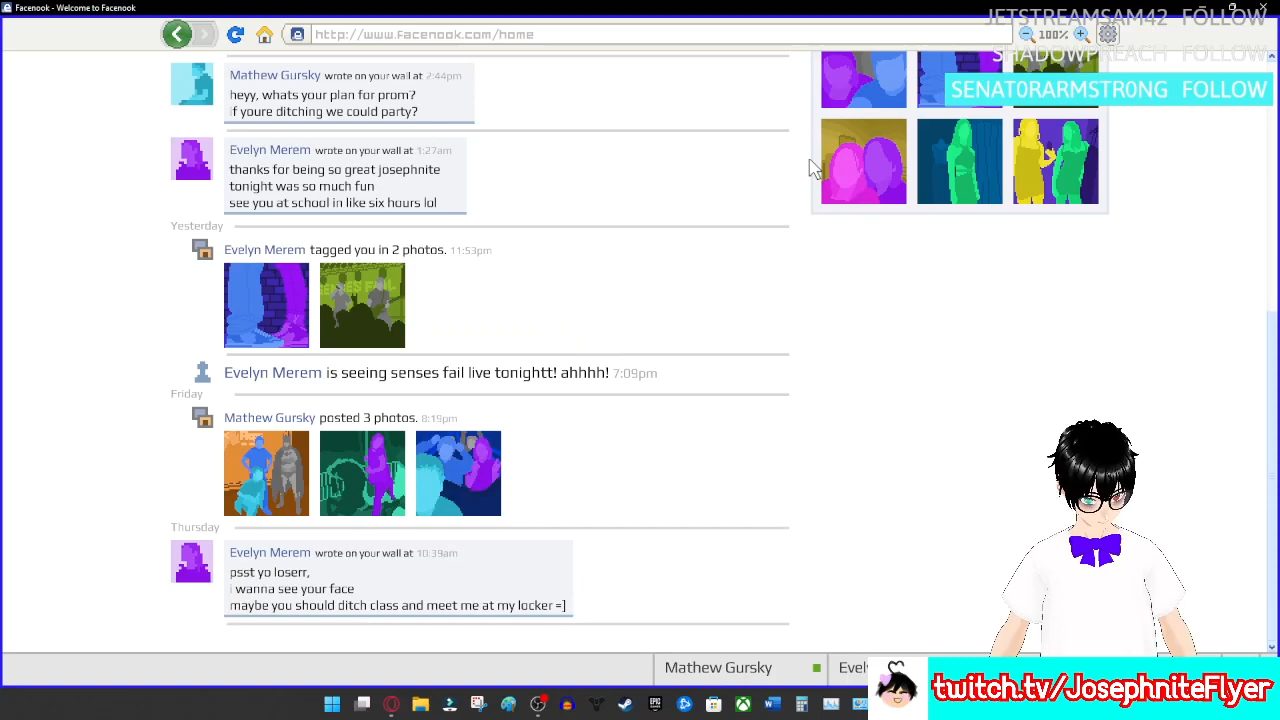 Facenook - Welcome to Facenook
JETSTREAMSAM42 FOLLOW
http://www.facenook.com/home
100%
SHADOWPREACH FOLLOW
SENAT0RARMSTR0NG FOLLOW
Mathew Gursky wrote on your wall at 2:44pm
heyy, whats your plan for prom?
if youre ditching we could party?
Evelyn Merem wrote on your wall at 1:27am
thanks for being so great josephnite
tonight was so much fun
see you at school in like six hours lol
Yesterday
Evelyn Merem tagged you in 2 photos. 11:53pm
Evelyn Merem is seeing senses fail live tonightt! ahhhh! 7:09pm
Friday
Mathew Gursky posted 3 photos. 8:19pm
Thursday
Evelyn Merem wrote on your wall at 10:39am
psst yo loserr,
i wanna see your face
maybe you should ditch class and meet me at my locker =]
Mathew Gursky
twitch.tv/JosephniteFlyer